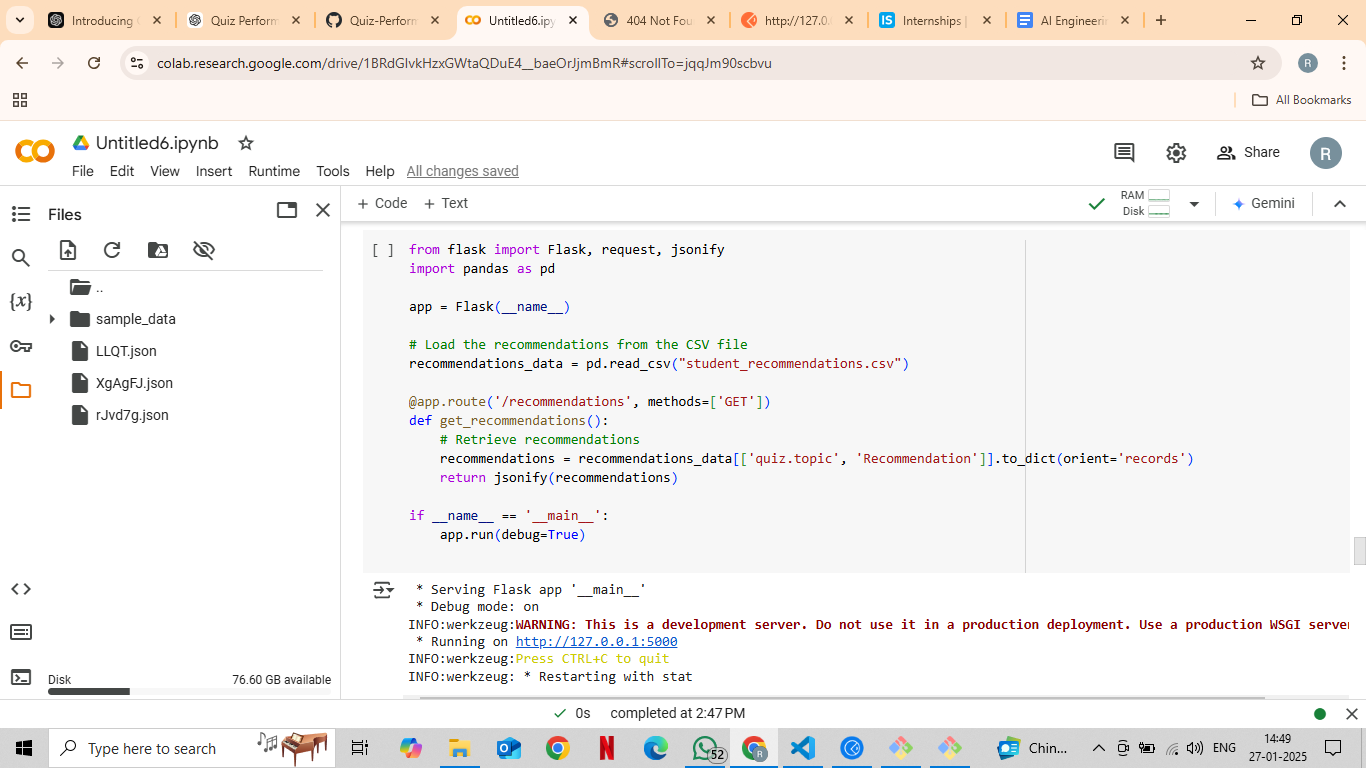 Introducing
Quiz Perform
Quiz-Perforn
Untitled6.ipy
404 Not Fou
http://127.0.
Internships |
AI Engineeri
colab.research.google.com/drive/1BRdGlvkHzxGWtaQDuE4__baeOrJjmBmR#scrollTo=jqqJm90scbvu
R
All Bookmarks
CO
Untitled6.ipynb
File Edit View Insert Runtime Tools Help All changes saved
Share
R
Files
+ Code + Text
RAM
Disk
Gemini
..
sample_data
LLQT.json
XgAgFJ.json
rJvd7g.json
{x}
Disk 76.60 GB available
[ ] from flask import Flask, request, jsonify
import pandas as pd
app = Flask(__name__)
# Load the recommendations from the CSV file
recommendations_data = pd.read_csv("student_recommendations.csv")
@app.route('/recommendations', methods=['GET'])
def get_recommendations():
# Retrieve recommendations
recommendations = recommendations_data[['quiz.topic', 'Recommendation']].to_dict(orient='records')
return jsonify(recommendations)
if __name__ == '__main__':
app.run(debug=True)
* Serving Flask app '__main__'
* Debug mode: on
INFO:werkzeug:WARNING: This is a development server. Do not use it in a production deployment. Use a production WSGI server
* Running on http://127.0.0.1:5000
INFO:werkzeug:Press CTRL+C to quit
INFO:werkzeug: * Restarting with stat
0s completed at 2:47 PM
Type here to search
52
R
Chin...
ENG
14:49
27-01-2025